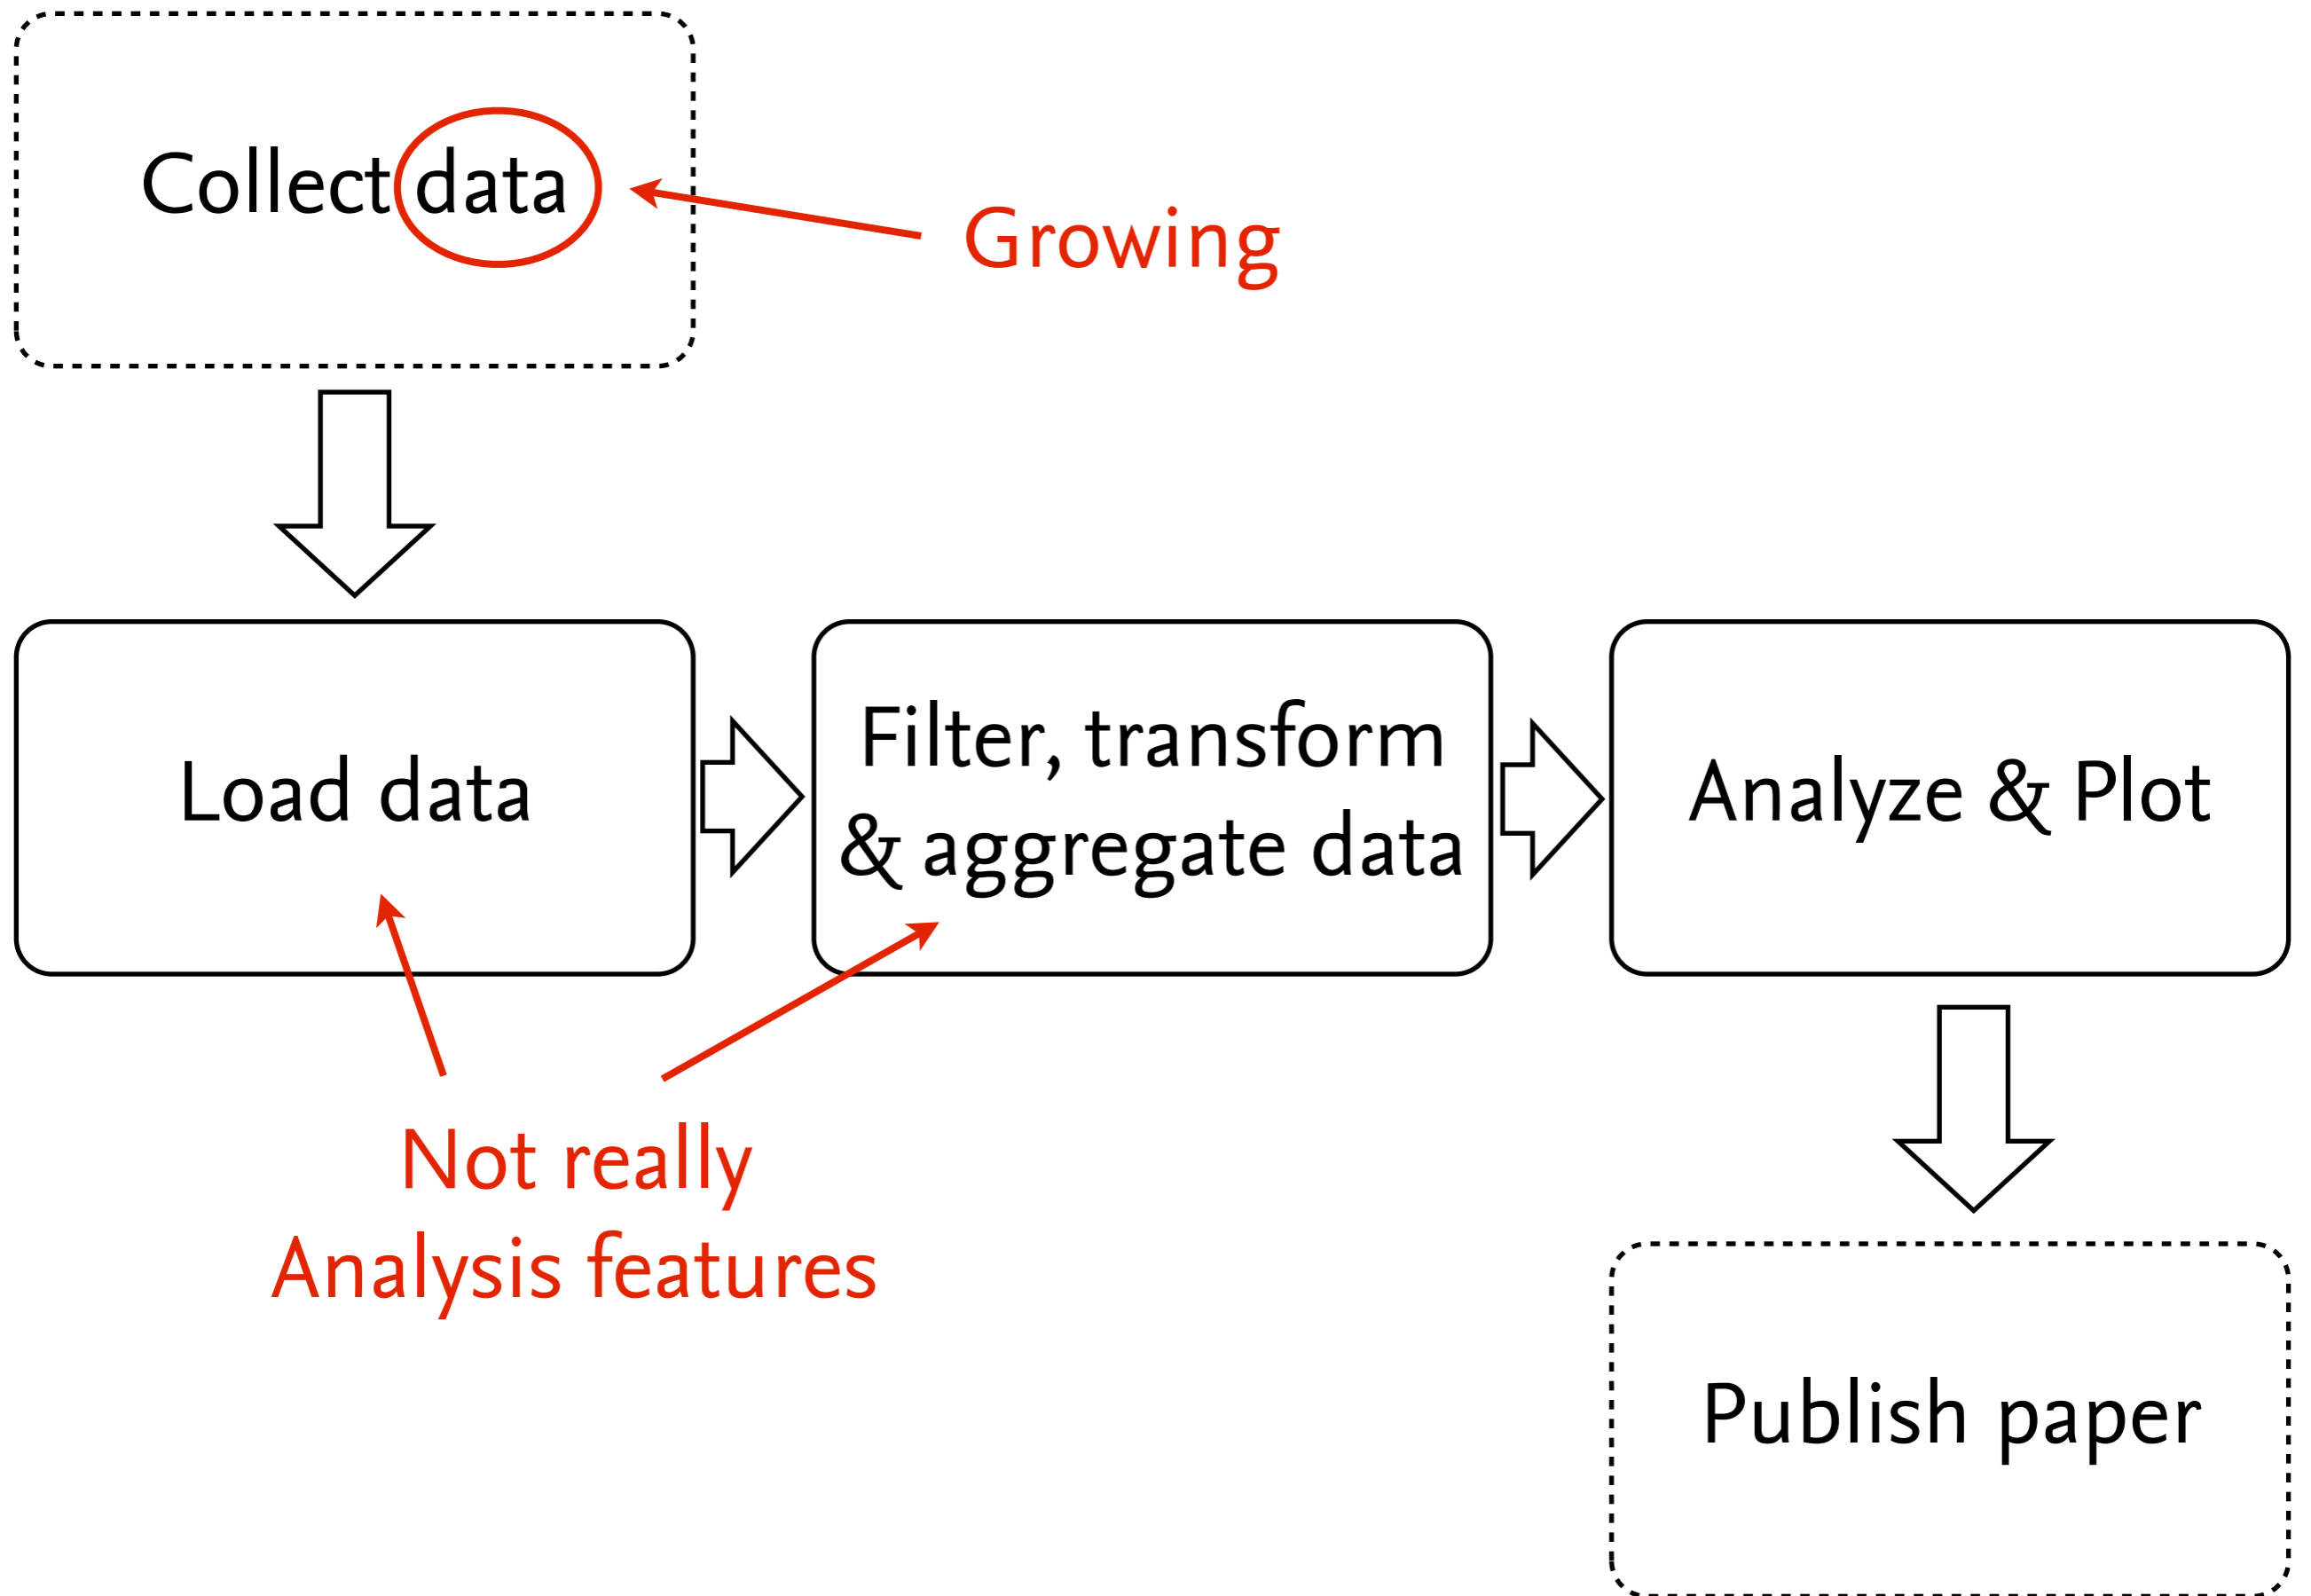 Collect data
Growing
Load data
Filter, transform
& aggregate data
Analyze & Plot
Not really
Analysis features
Publish paper